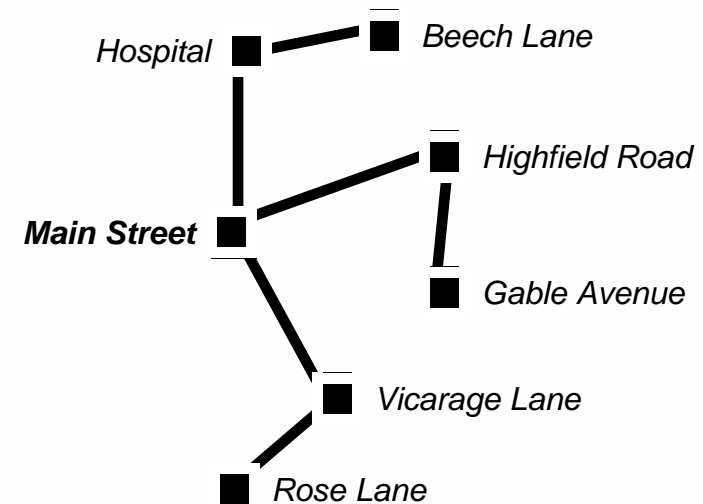 Hospital
Beech Lane
Highfield Road
Main Street
Gable Avenue
Vicarage Lane
Rose Lane